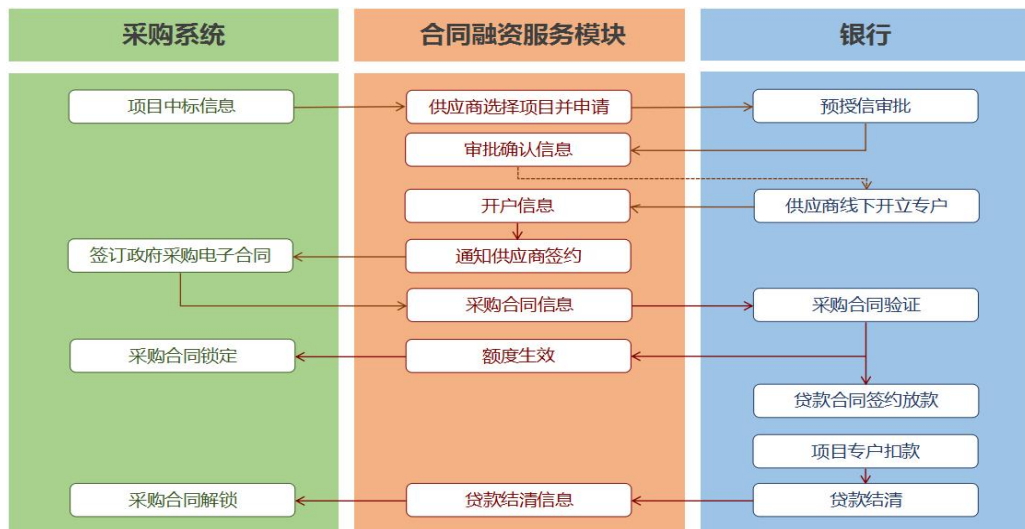 采购系统
合同融资服务模块
银行
项目中标信息
供应商选择项目并申请
预授信审批
审批确认信息
开户信息
供应商线下开立专户
签订政府采购电子合同
通知供应商签约
采购合同信息
采购合同验证
采购合同锁定
额度生效
贷款合同签约放款
项目专户扣款
采购合同解锁
贷款结清信息
贷款结清